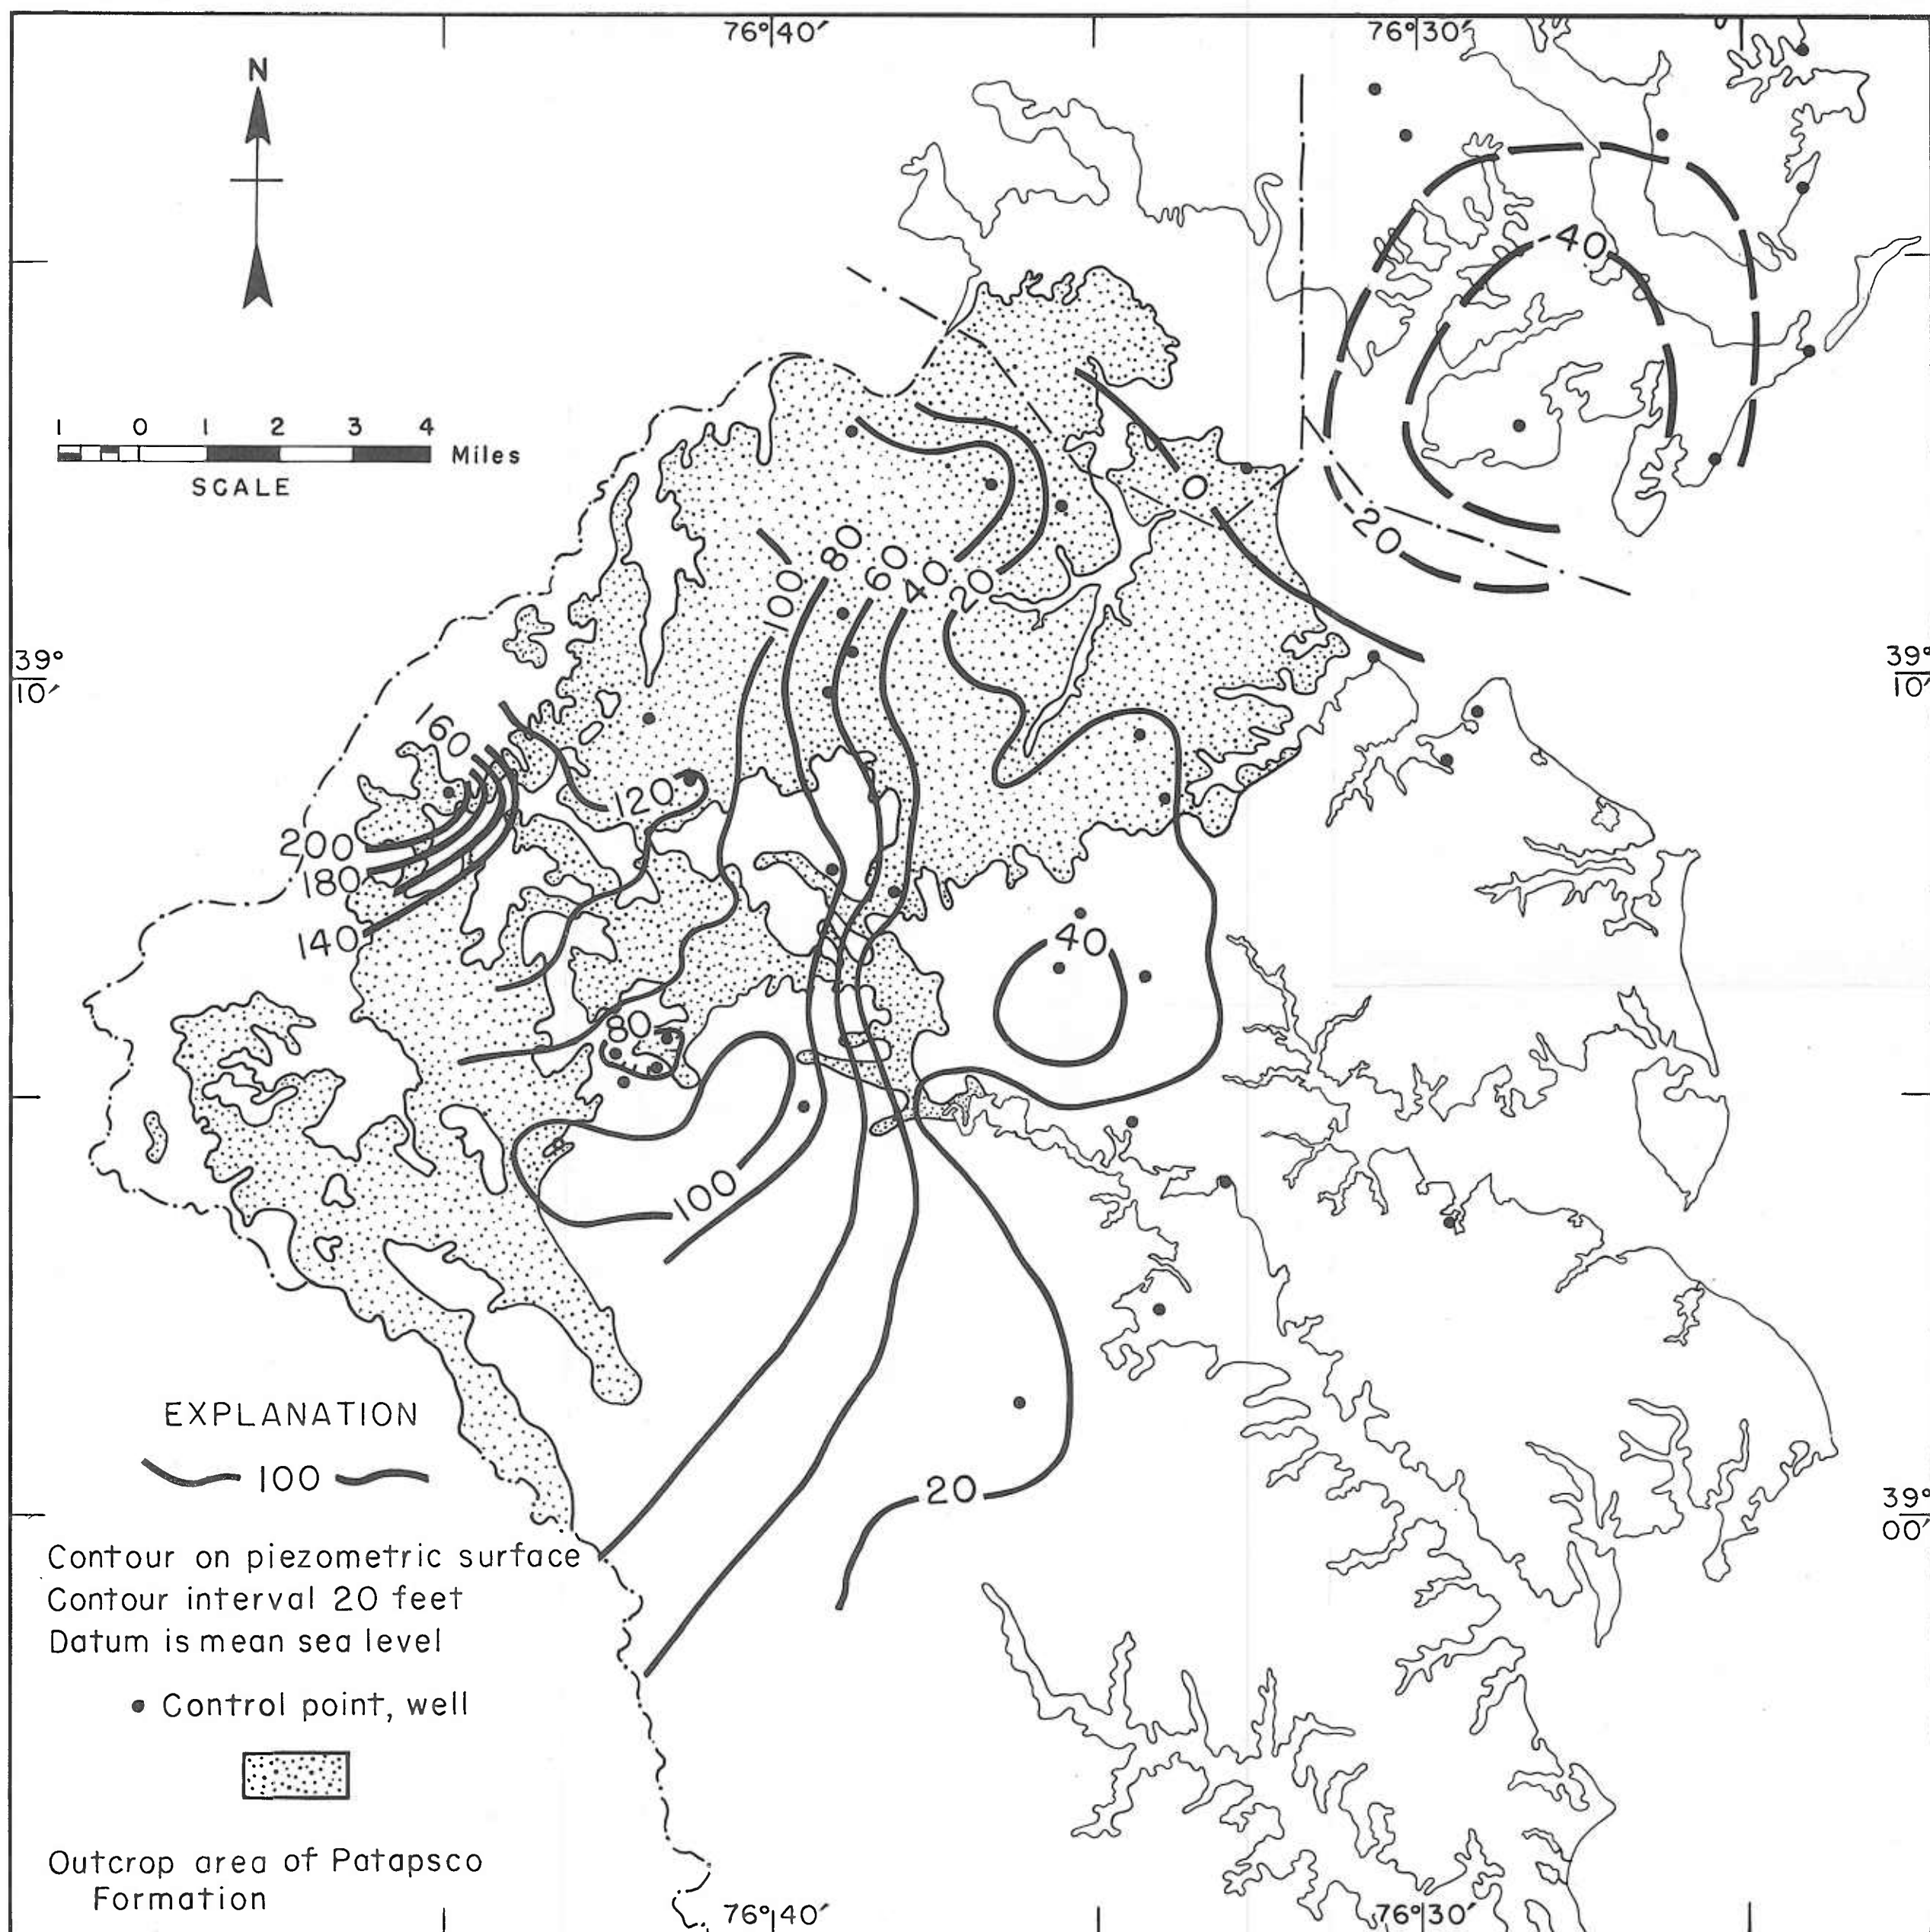 76°40′
76°30′
N
1 0 1 2 3 4 Miles
SCALE
40
20
0
80
60
40
20
100
39°
10′
39°
10′
160
120
200
180
140
40
80
100
20
39°
00′
EXPLANATION
100
Contour on piezometric surface
Contour interval 20 feet
Datum is mean sea level
Control point, well
Outcrop area of Patapsco
Formation
76°40′
76°30′